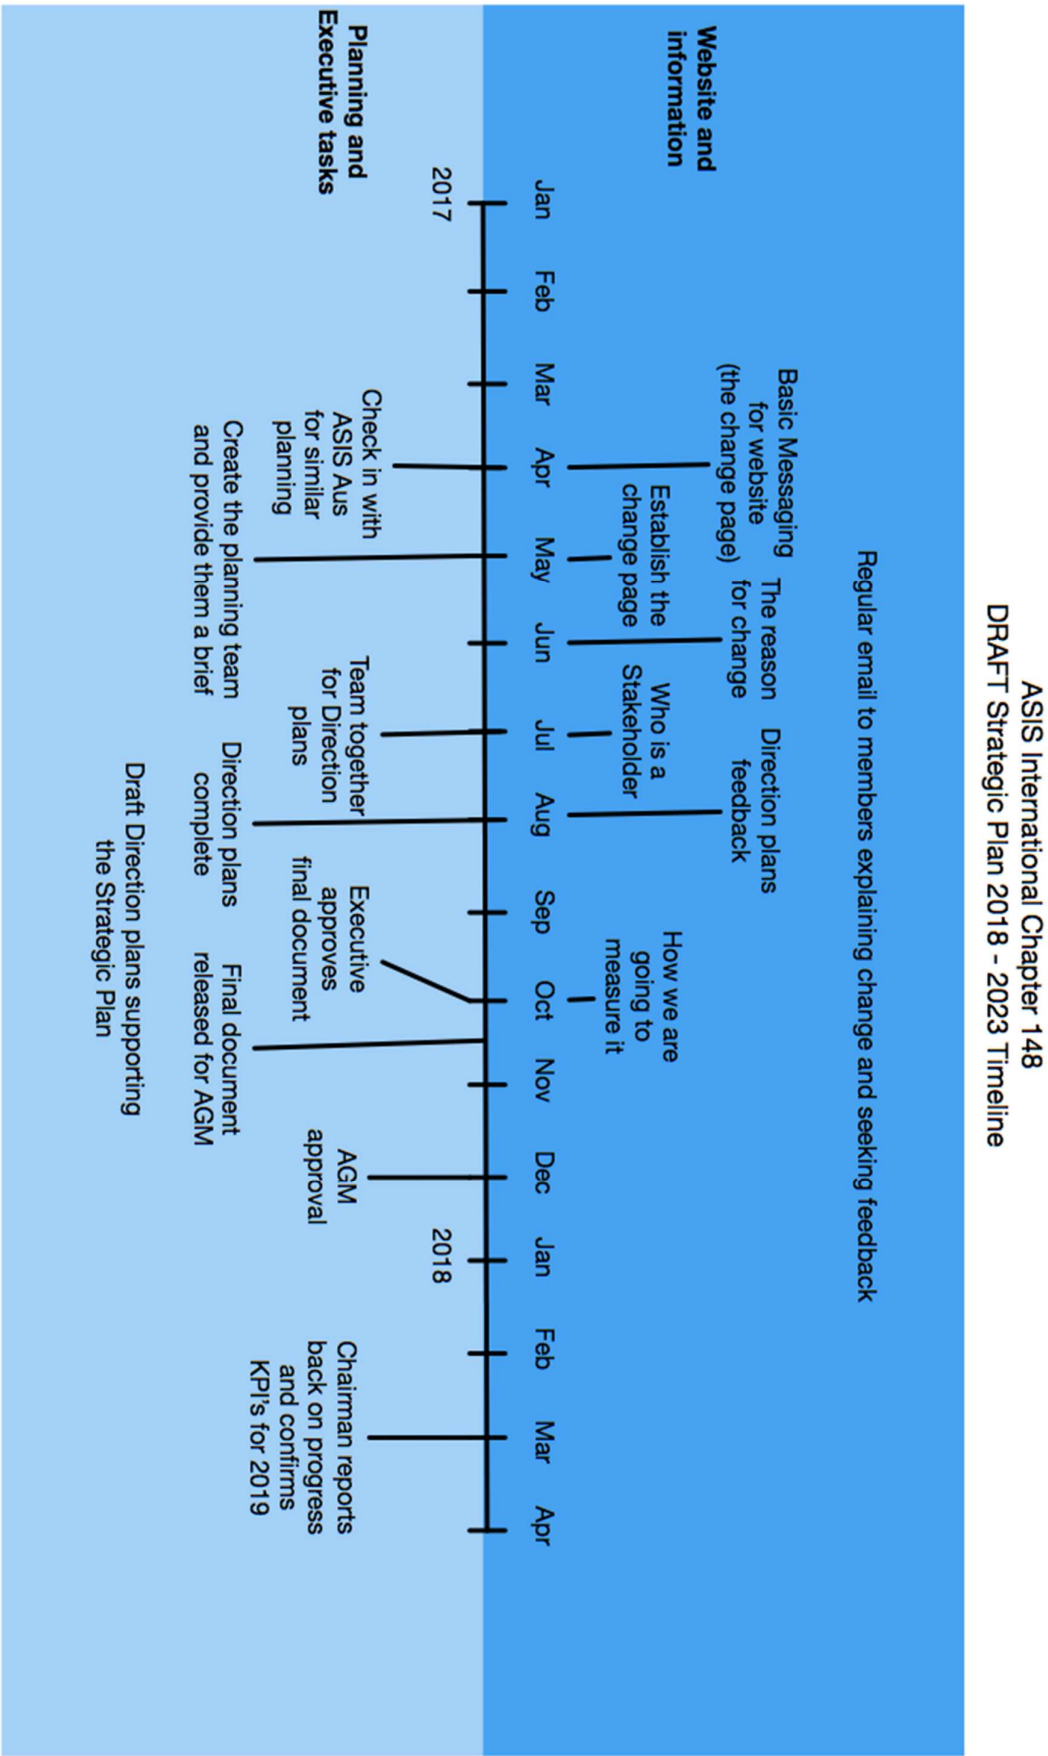 ASIS International Chapter 148
DRAFT Strategic Plan 2018 - 2023 Timeline
Regular email to members explaining change and seeking feedback
Website and
information
Basic Messaging
for website
(the change page)
Establish the
change page
The reason
for change
Who is a
Stakeholder
Direction plans
feedback
How we are
going to
measure it
Jan Feb Mar Apr May Jun Jul Aug Sep Oct Nov Dec Jan Feb Mar Apr
2017 2018
Planning and
Executive tasks
Check in with
ASIS Aus
for similar
planning
Create the planning team
and provide them a brief
Team together
for Direction
plans
Direction plans
complete
Executive
approves
final document
Final document
released for AGM
AGM
approval
Chairman reports
back on progress
and confirms
KPI's for 2019
Draft Direction plans supporting
the Strategic Plan